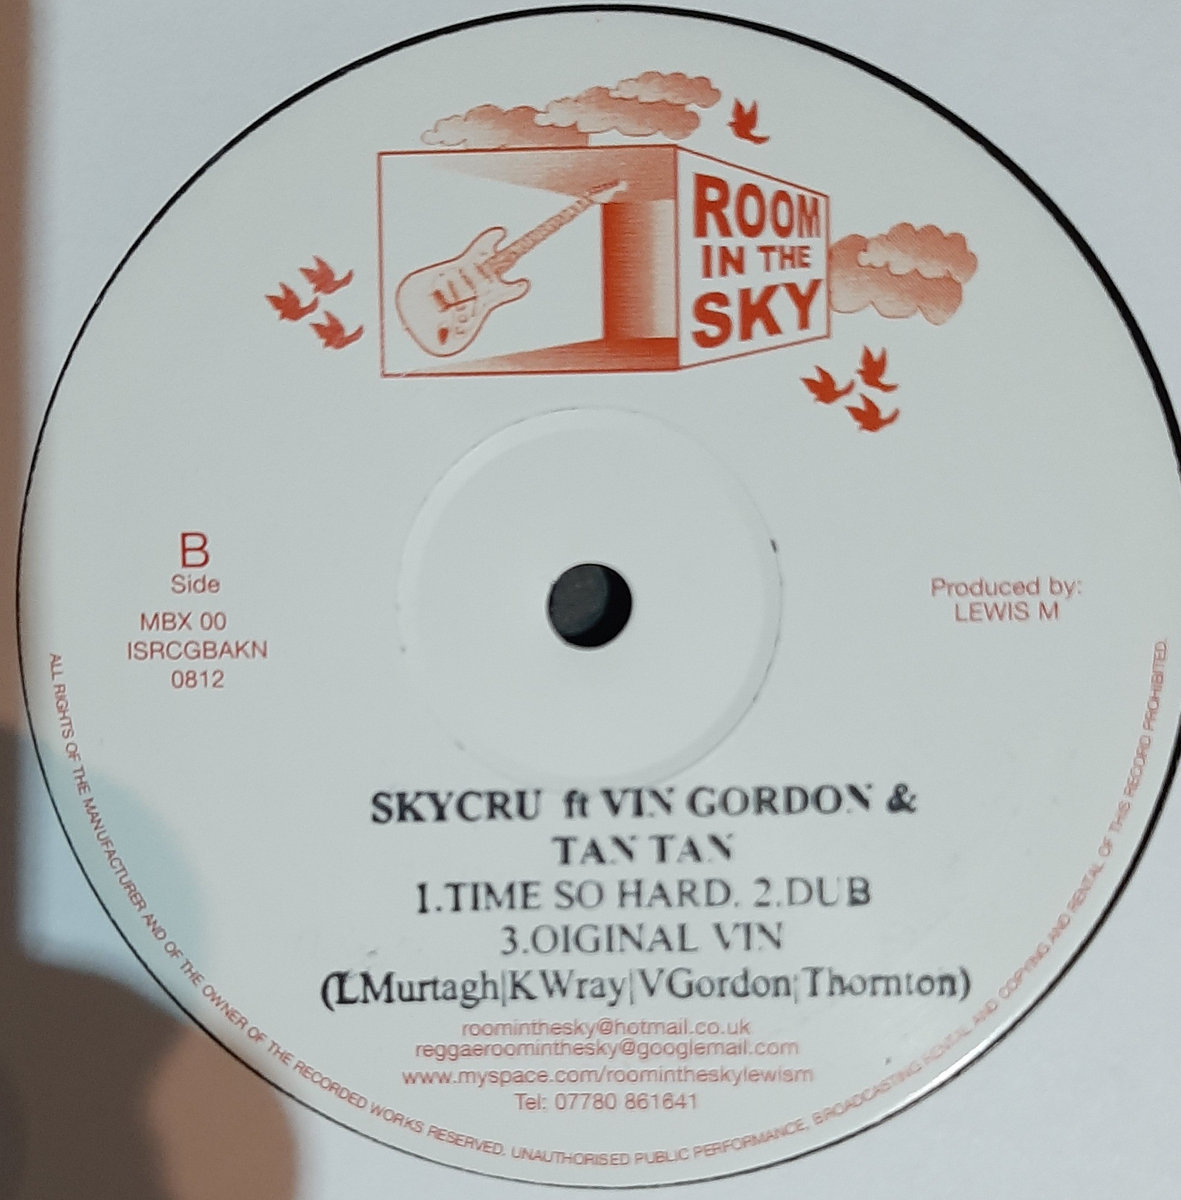 ROOM
IN THE
SKY
B
Side
MBX 00
ISRCGBAKN
0812
Produced by:
LEWIS M
SKYCRU ft VIN GORDON &
TAN TAN
1.TIME SO HARD. 2.DUB
3.OIGINAL VIN
(LMurtagh|KWray|VGordon|Thornton)
roominthesky@hotmail.co.uk
reggaeroominthesky@googlemail.com
www.myspace.com/roomintheskylewism
Tel: 07780 861641
ALL RIGHTS OF THE MANUFACTURER AND OF THE OWNER OF THE RECORDED WORKS RESERVED. UNAUTHORISED PUBLIC PERFORMANCE, BROADCASTING AND COPYING AND RENTAL OF THIS RECORD PROHIBITED.